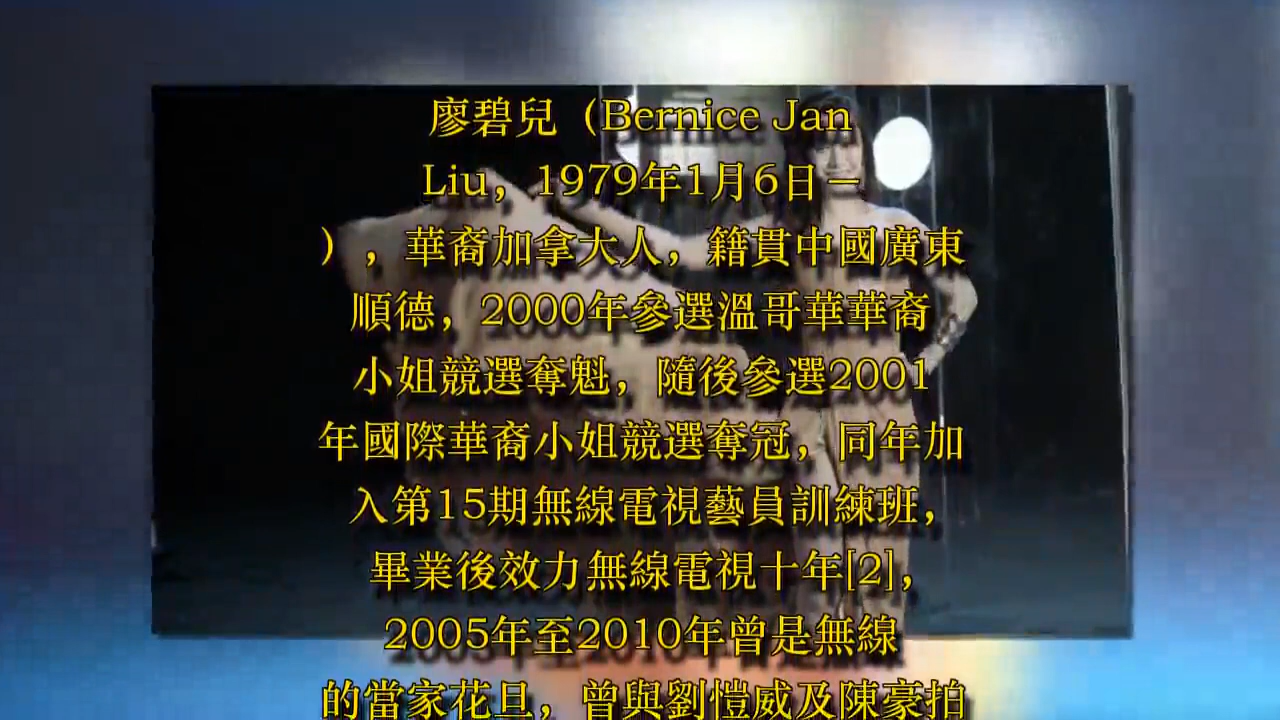 廖碧兒（Bernice Jan
Liu，1979年1月6日－
），華裔加拿大人，籍貫中國廣東
順德，2000年參選溫哥華華裔
小姐競選奪魁，隨後參選2001
年國際華裔小姐競選奪冠，同年加
入第15期無線電視藝員訓練班，
畢業後效力無線電視十年[2]，
2005年至2010年曾是無線
的當家花旦，曾與劉愷威及陳豪拍